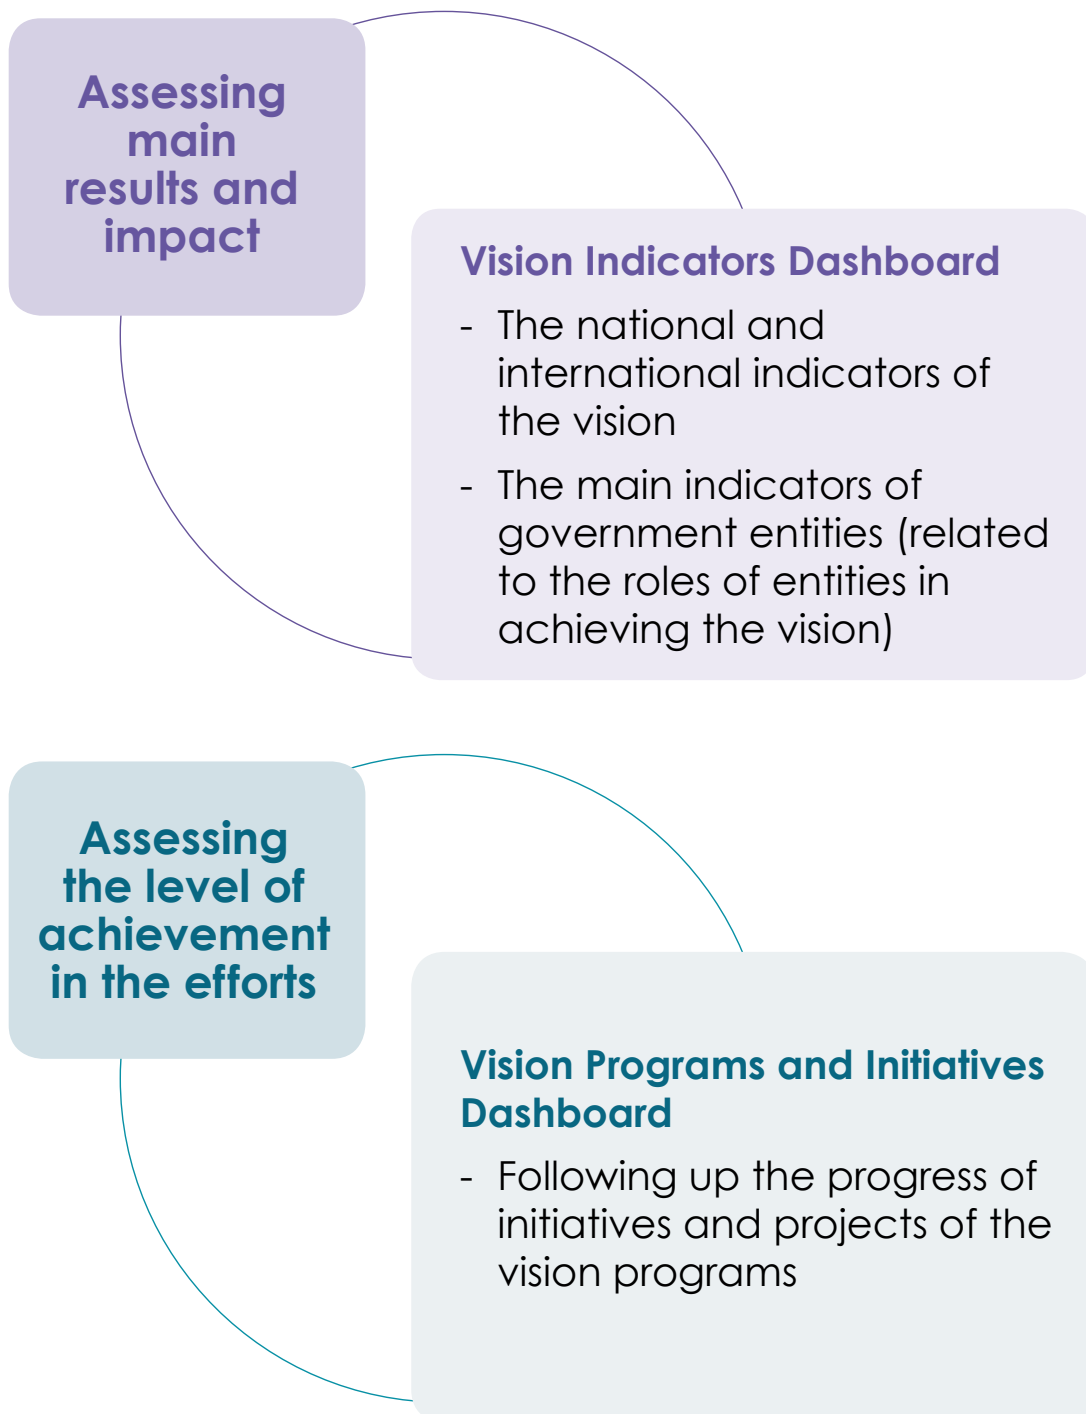 Assessing
main
results and
impact
Vision Indicators Dashboard
- The national and
international indicators of
the vision
- The main indicators of
government entities (related
to the roles of entities in
achieving the vision)
Assessing
the level of
achievement
in the efforts
Vision Programs and Initiatives
Dashboard
- Following up the progress of
initiatives and projects of the
vision programs